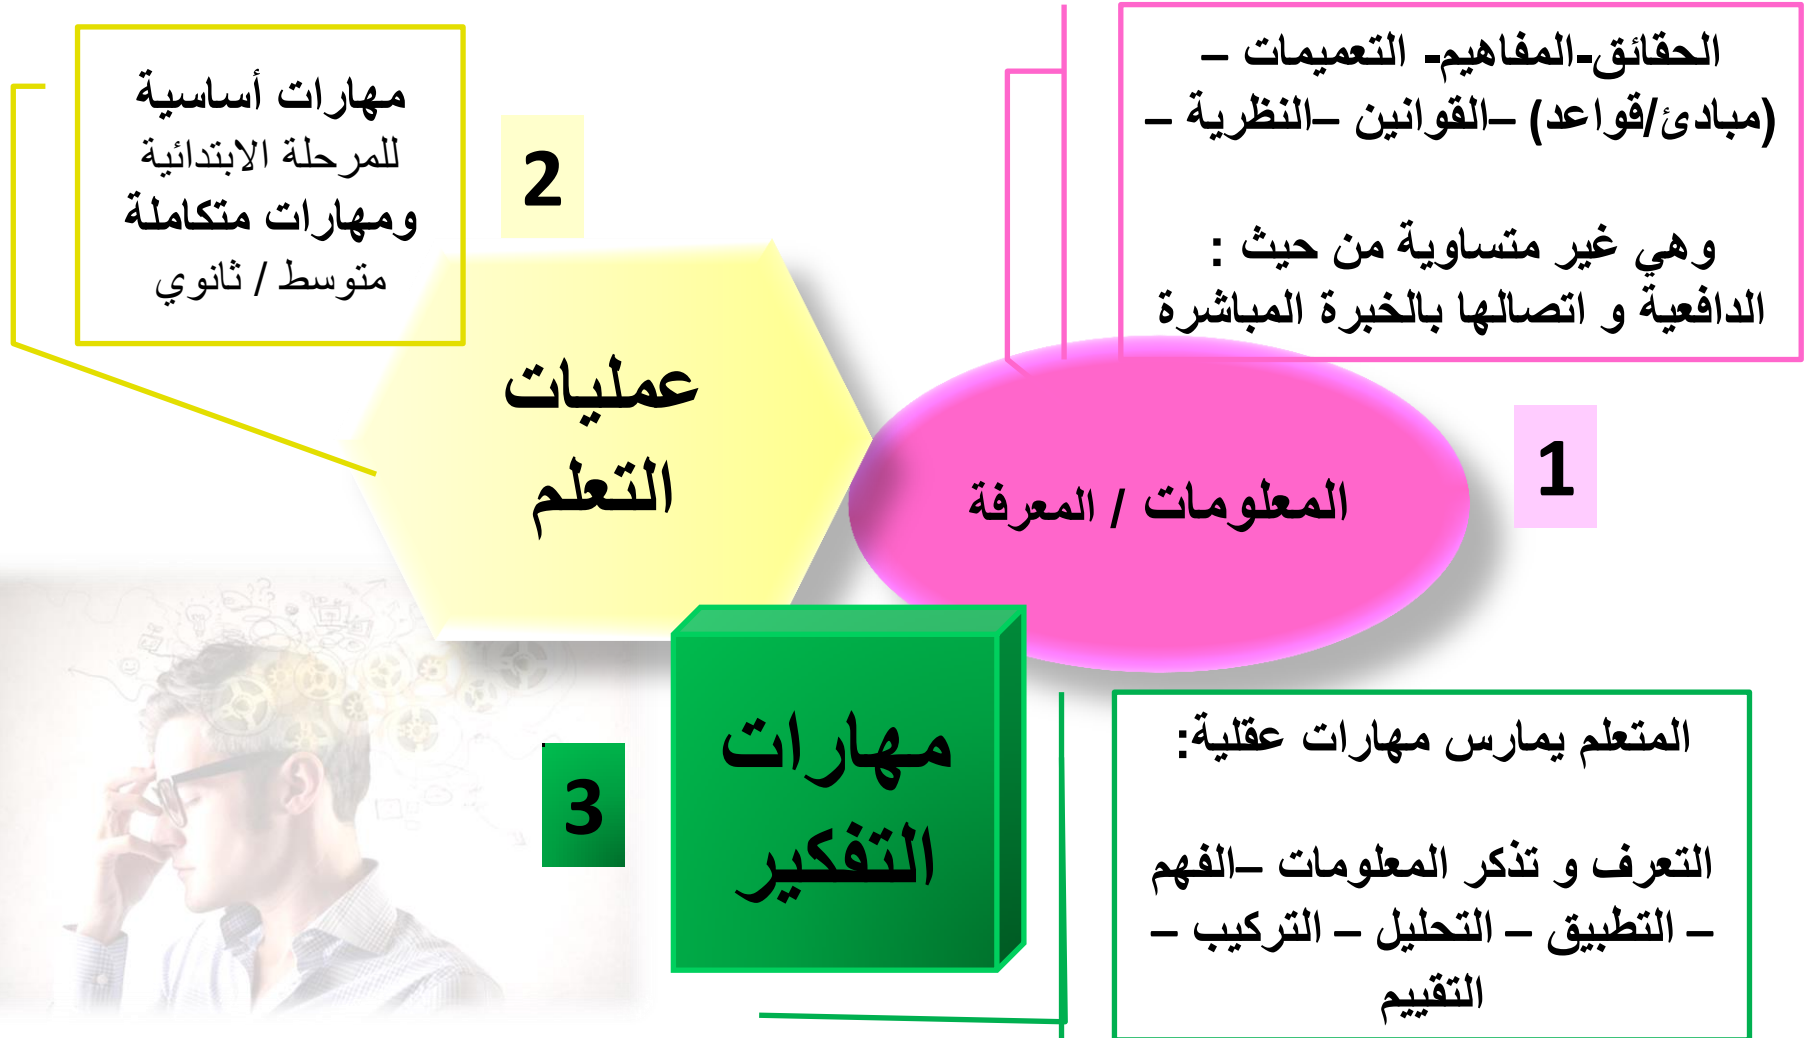 الحقائق-المفاهيم- التعميمات –
(مبادئ/قواعد) –القوانين –النظرية –
وهي غير متساوية من حيث :
الدافعية و اتصالها بالخبرة المباشرة
1
المعلومات / المعرفة
مهارات أساسية
للمرحلة الابتدائية
ومهارات متكاملة
متوسط / ثانوي
2
عمليات
التعلم
3
مهارات
التفكير
المتعلم يمارس مهارات عقلية:
التعرف و تذكر المعلومات –الفهم
– التطبيق – التحليل – التركيب –
التقييم